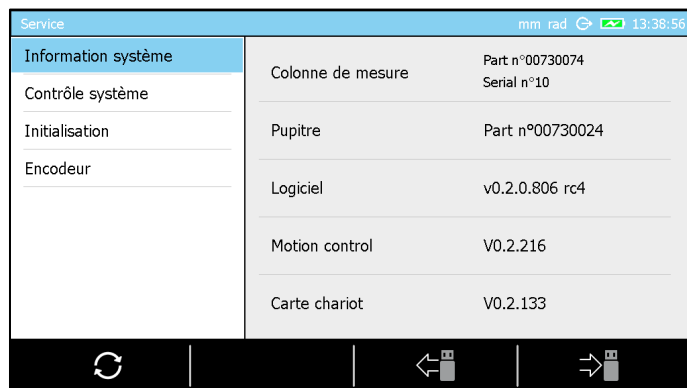 Service
mm rad 13:38:56
Information système
Contrôle système
Initialisation
Encodeur
Colonne de mesure
Part n°00730074
Serial n°10
Pupitre
Part nº00730024
Logiciel
v0.2.0.806 rc4
Motion control
V0.2.216
Carte chariot
V0.2.133